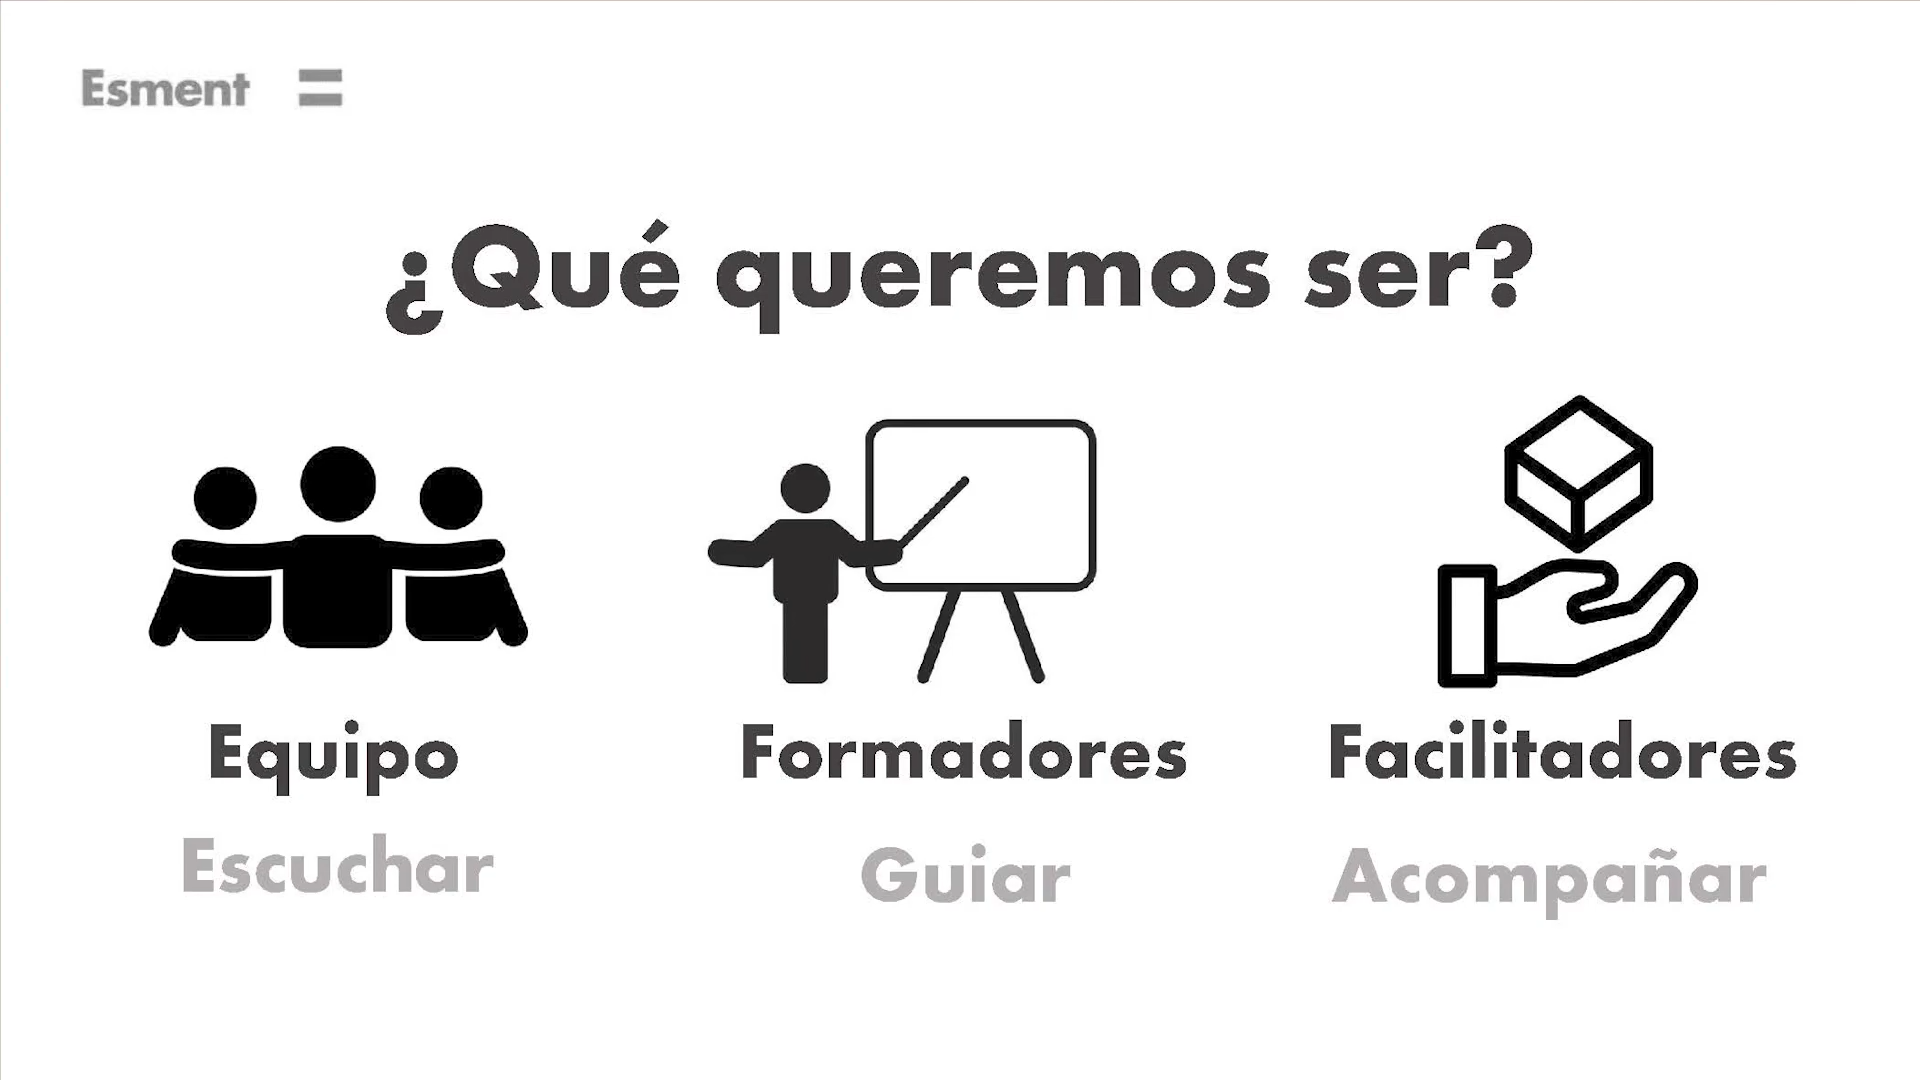 Esment =
¿Qué queremos ser?
Equipo
Formadores
Facilitadores
Escuchar
Guiar
Acompañar